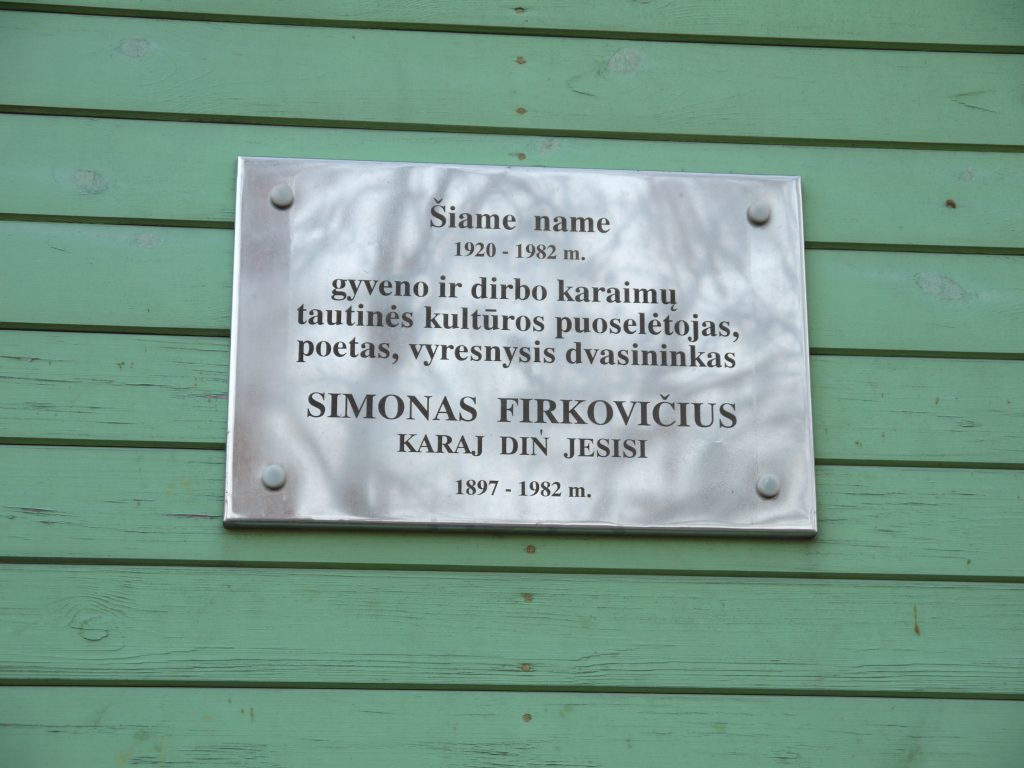 Šiame name
1920 - 1982 m.
gyveno ir dirbo karaimų
tautinės kultūros puoselėtojas,
poetas, vyresnysis dvasininkas
SIMONAS FIRKOVIČIUS
KARAJ DIŃ JESISI
1897 - 1982 m.